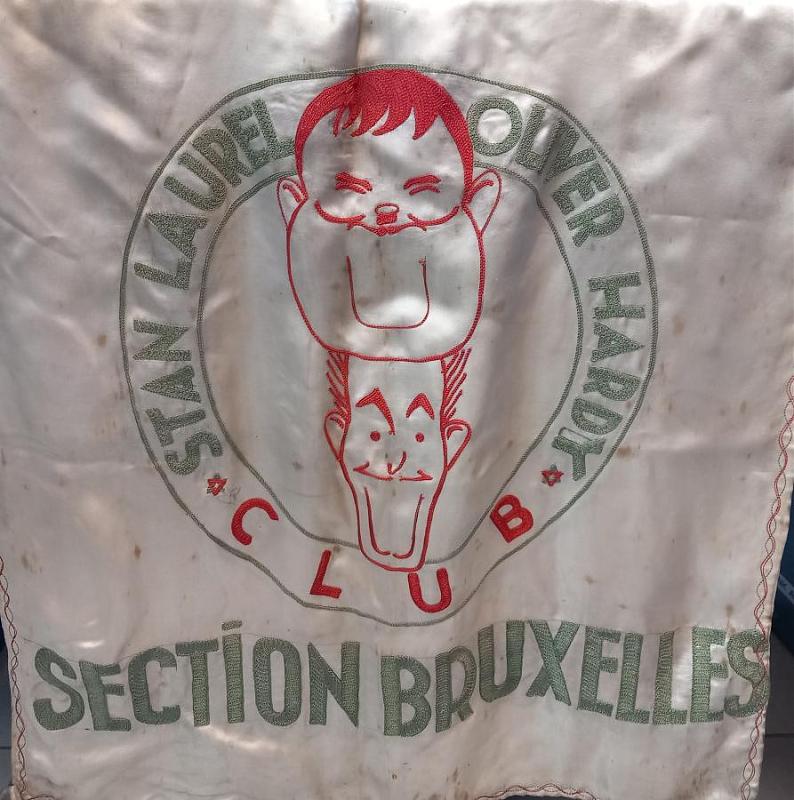 STAN LAUREL OLIVER HARDY
CLUB
SECTION BRUXELLES